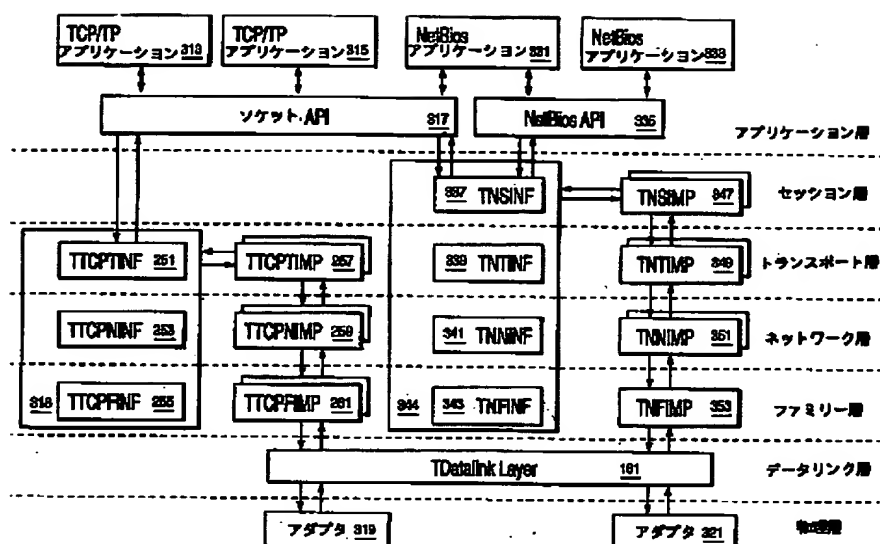 TCP/TP
アプリケーション 313
TCP/TP
アプリケーション 315
NetBios
アプリケーション 331
NetBios
アプリケーション 333
ソケット API 317
NetBios API 335
アプリケーション層
337 TNSINF
TNSIMP 347
セッション層
TTCPTINF 251
TTCPTIMP 257
339 TNTINF
TNTIMP 349
トランスポート層
TTCPNINF 253
TTCPNIMP 259
341 TNNINF
TNNIMP 351
ネットワーク層
318
TTCPFINF 255
TTCPFIMP 261
344
343 TNFINF
TNFIMP 353
ファミリー層
TDatalink Layer 181
データリンク層
アダプタ 319
アダプタ 321
物理層